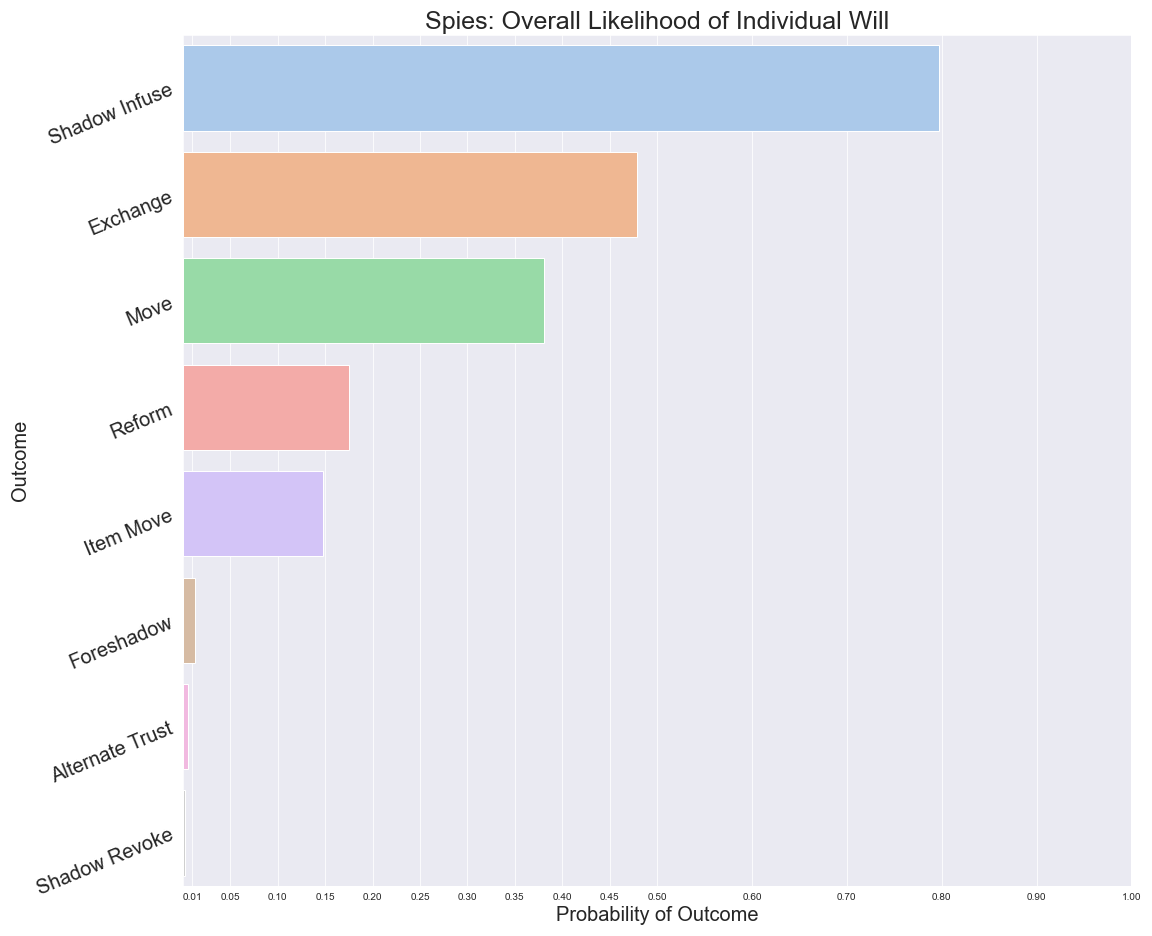 Spies: Overall Likelihood of Individual Will
Shadow Infuse
Exchange
Move
Reform
Item Move
Foreshadow
Alternate Trust
Shadow Revoke
Outcome
0.01 0.05 0.10 0.15 0.20 0.25 0.30 0.35 0.40 0.45 0.50 0.60 0.70 0.80 0.90 1.00
Probability of Outcome